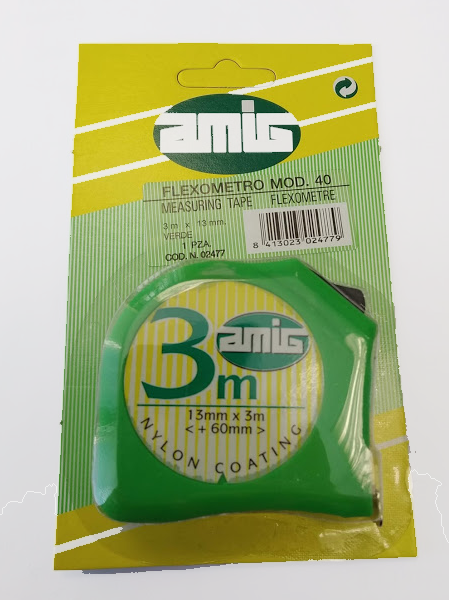 amig
FLEXOMETRO MOD. 40
MEASURING TAPE FLEXOMETRE
3 m x 13 mm.
VERDE
1 PZA.
COD. N. 02477
8 413023 024779
3m
amig
13mm x 3m
< + 60mm >
NYLON COATING